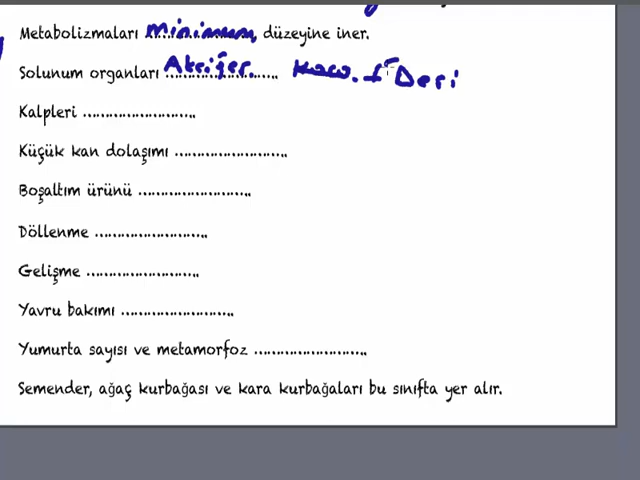 Metabolizmaları minimum düzeyine iner.
Solunum organları Akciğer. + Deri
Kalpleri ……………………..
Küçük kan dolaşımı ……………………..
Boşaltım ürünü ……………………..
Döllenme ……………………..
Gelişme ……………………..
Yavru bakımı ……………………..
Yumurta sayısı ve metamorfoz ……………………..
Semender, ağaç kurbağası ve kara kurbağaları bu sınıfta yer alır.